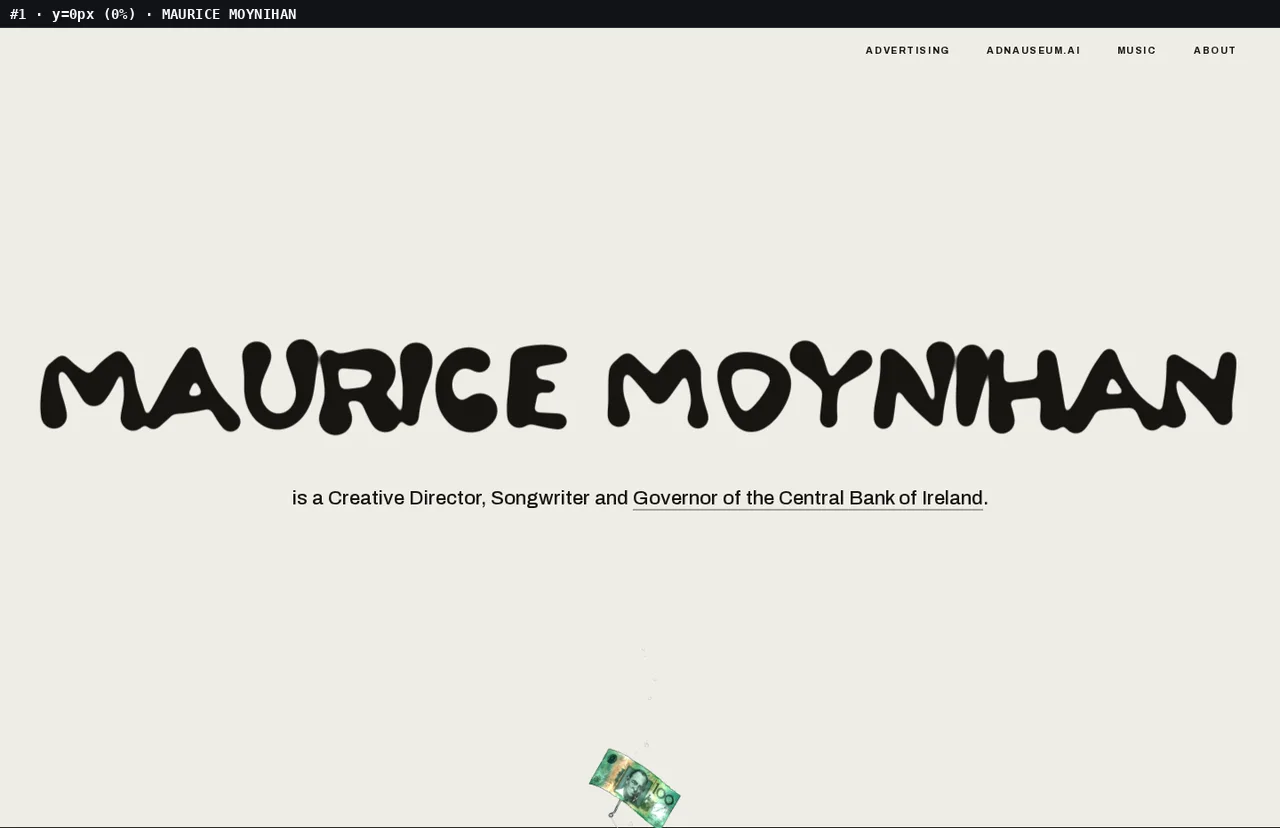 #1 · y=0px (0%) · MAURICE MOYNIHAN
ADVERTISING ADNAUSEUM.AI MUSIC ABOUT
MAURICE MOYNIHAN
is a Creative Director, Songwriter and Governor of the Central Bank of Ireland.
100